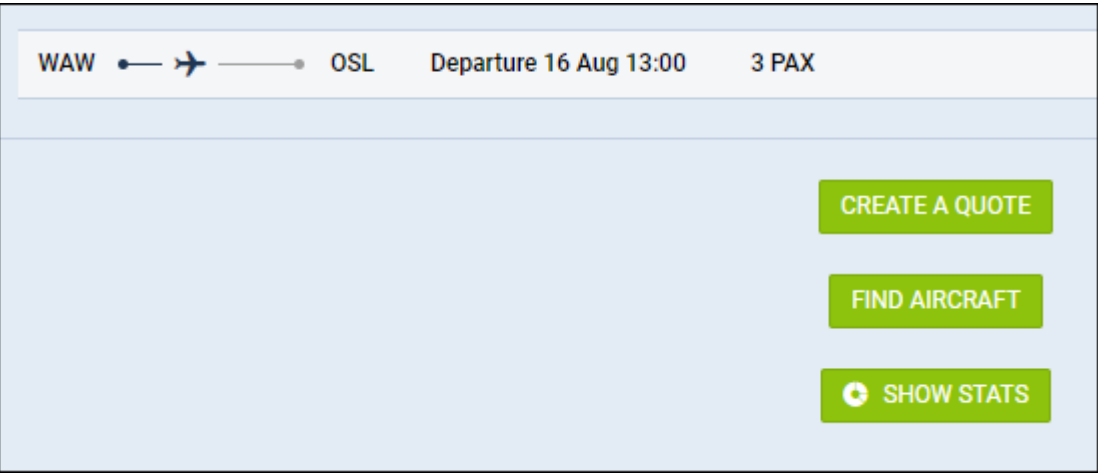 WAW OSL Departure 16 Aug 13:00 3 PAX
CREATE A QUOTE
FIND AIRCRAFT
SHOW STATS